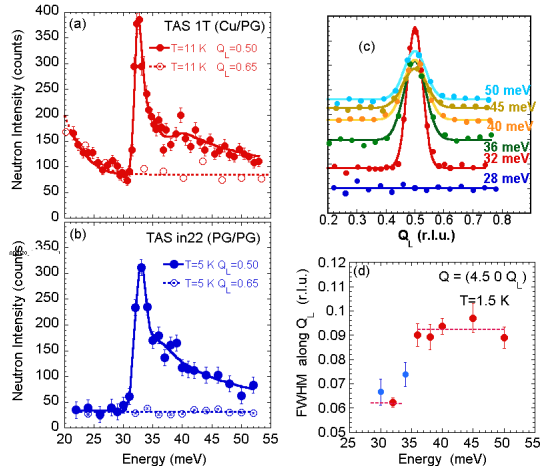 (a)
TAS 1T (Cu/PG)
T=11 K Q_L=0.50
T=11 K Q_L=0.65
Neutron Intensity (counts)
400
350
300
250
200
150
100
50
(b)
TAS in22 (PG/PG)
T=5 K Q_L=0.50
T=5 K Q_L=0.65
Neutron Intensity (counts)
350
300
250
200
150
100
50
0
20 25 30 35 40 45 50 55
Energy (meV)
(c)
50 meV
45 meV
40 meV
36 meV
32 meV
28 meV
0.2 0.3 0.4 0.5 0.6 0.7 0.8
Q_L (r.l.u.)
(d)
Q = (4.5 0 Q_L)
T=1.5 K
FWHM along Q_L (r.l.u.)
0.12
0.11
0.1
0.09
0.08
0.07
0.06
0.05
25 30 35 40 45 50 55
Energy (meV)